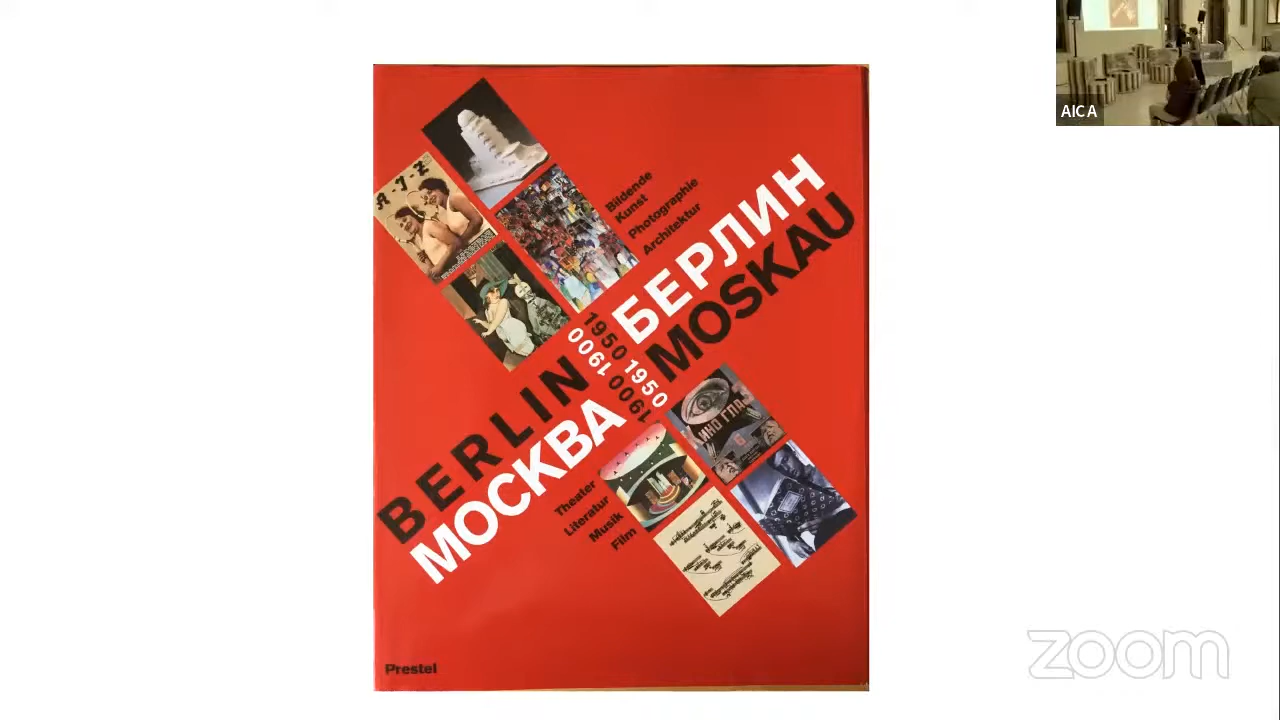 AICA
A-J-Z
Bildende
Kunst
Photographie
Architektur
БЕРЛИН
MOSKAU
1950
1900
1950
1900
BERLIN
МОСКВА
КИНО ГЛАЗ
6
Theater
Literatur
Musik
Film
Prestel
zoom